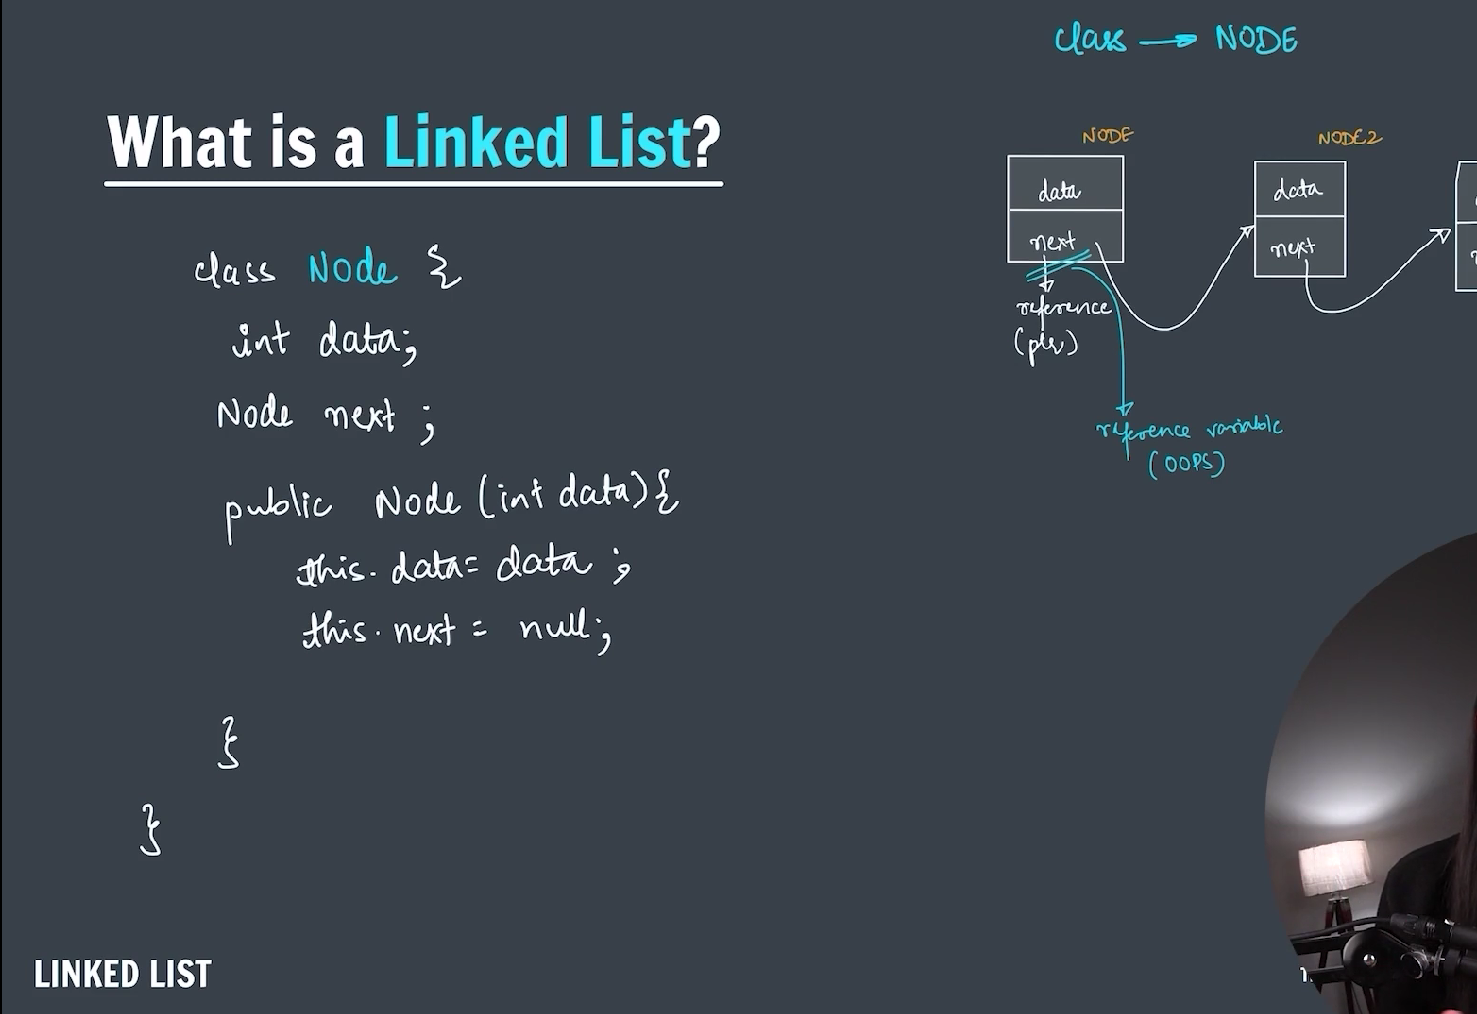 class → NODE
What is a Linked List?
NODE
NODE2
data
data
next
next
class Node {
int data;
Node next ;
reference
(ptr)
reference variable
(OOPS)
public Node (int data){
this. data= data ;
this. next = null;
}
}
LINKED LIST